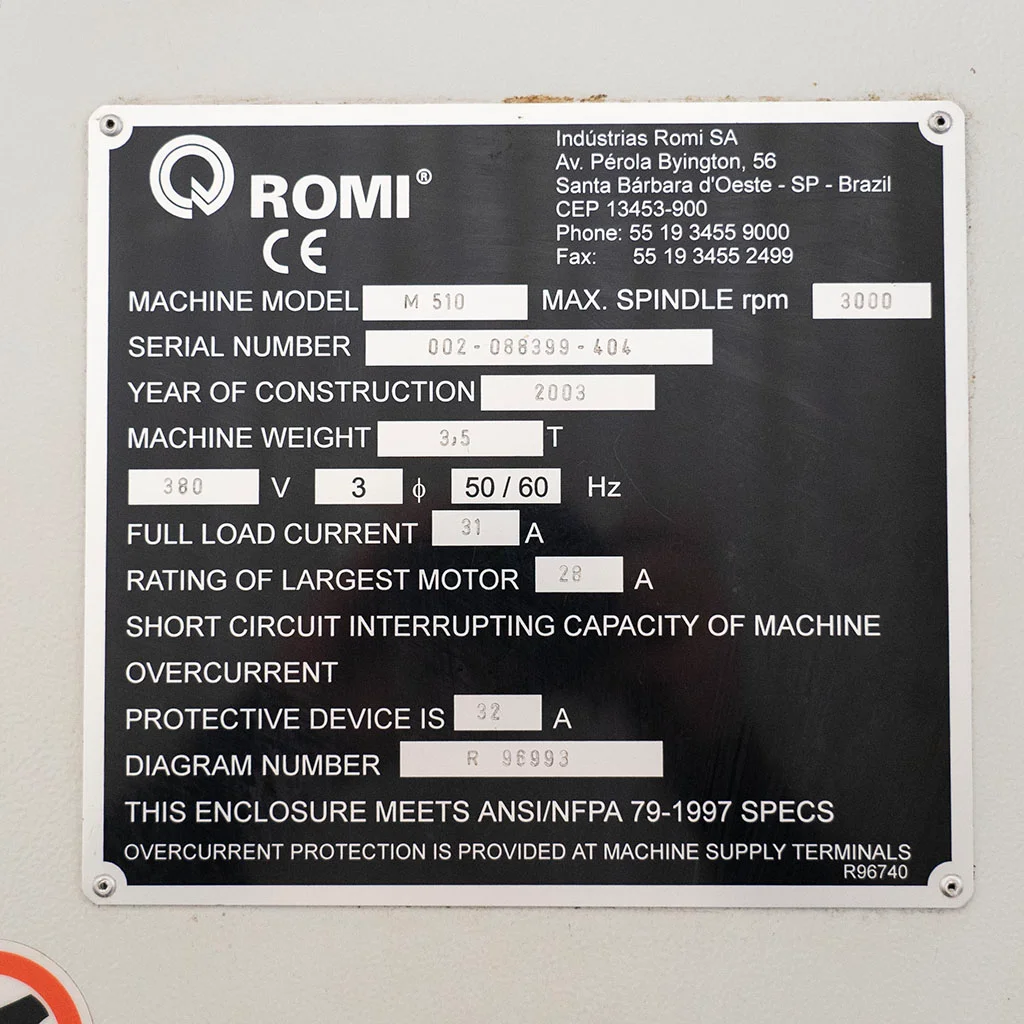 ROMI®
CE
Indústrias Romi SA
Av. Pérola Byington, 56
Santa Bárbara d'Oeste - SP - Brazil
CEP 13453-900
Phone: 55 19 3455 9000
Fax: 55 19 3455 2499
MACHINE MODEL M 510 MAX. SPINDLE rpm 3000
SERIAL NUMBER 002-088399-404
YEAR OF CONSTRUCTION 2003
MACHINE WEIGHT 3,5 T
380 V 3 ϕ 50 / 60 Hz
FULL LOAD CURRENT 31 A
RATING OF LARGEST MOTOR 28 A
SHORT CIRCUIT INTERRUPTING CAPACITY OF MACHINE
OVERCURRENT
PROTECTIVE DEVICE IS 32 A
DIAGRAM NUMBER R 96993
THIS ENCLOSURE MEETS ANSI/NFPA 79-1997 SPECS
OVERCURRENT PROTECTION IS PROVIDED AT MACHINE SUPPLY TERMINALS
R96740